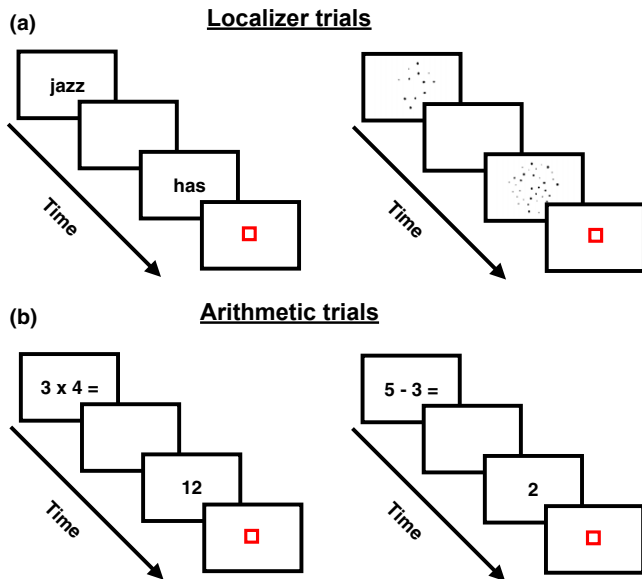 (a)
Localizer trials
jazz
has
Time
Time
(b)
Arithmetic trials
3 x 4 =
12
Time
5 - 3 =
2
Time